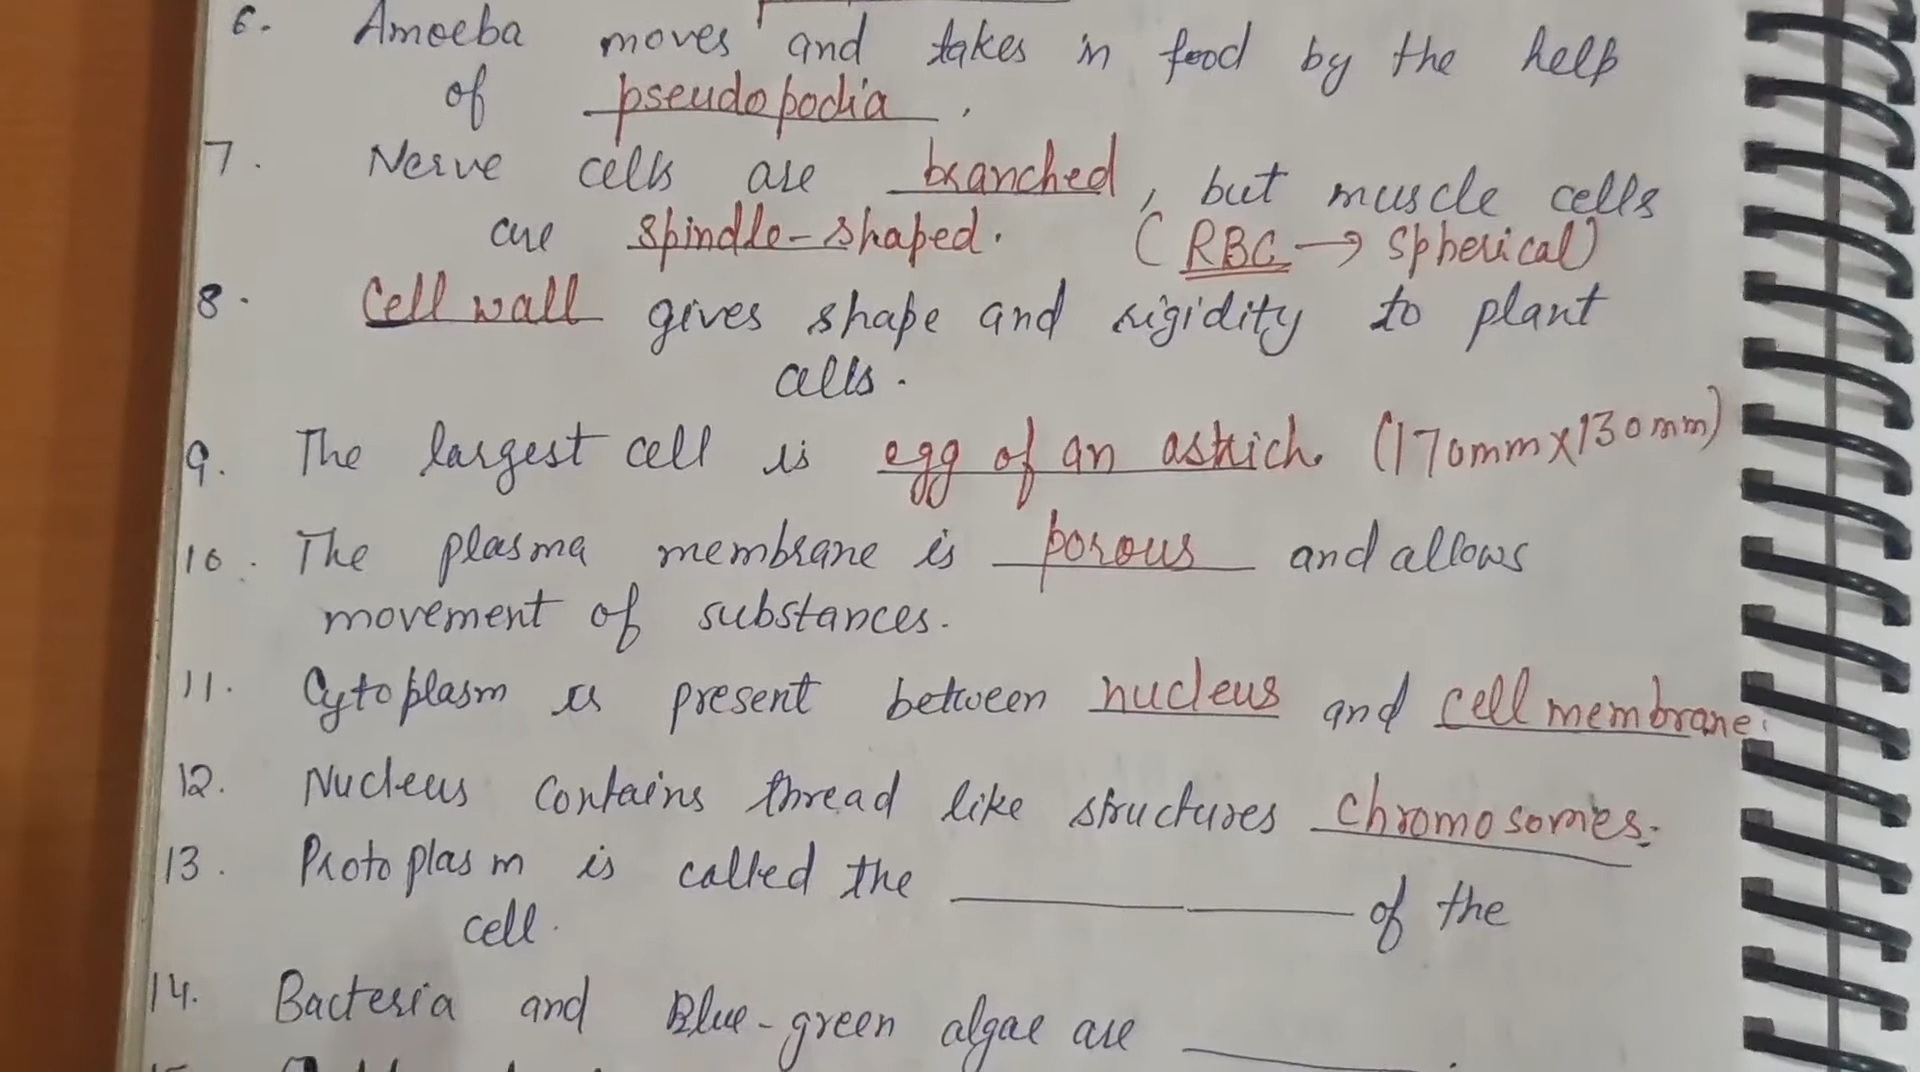 6. Amoeba moves and takes in food by the help
of pseudopodia.
7. Nerve cells are branched, but muscle cells
are spindle-shaped. (RBC → Spherical)
8. Cell wall gives shape and rigidity to plant
cells.
9. The largest cell is egg of an ostrich. (170mm x 130mm)
10. The plasma membrane is porous and allows
movement of substances.
11. Cytoplasm is present between nucleus and cell membrane.
12. Nucleus contains thread like structures chromosomes.
13. Protoplasm is called the ____________ of the
cell.
14. Bacteria and Blue-green algae are ________.